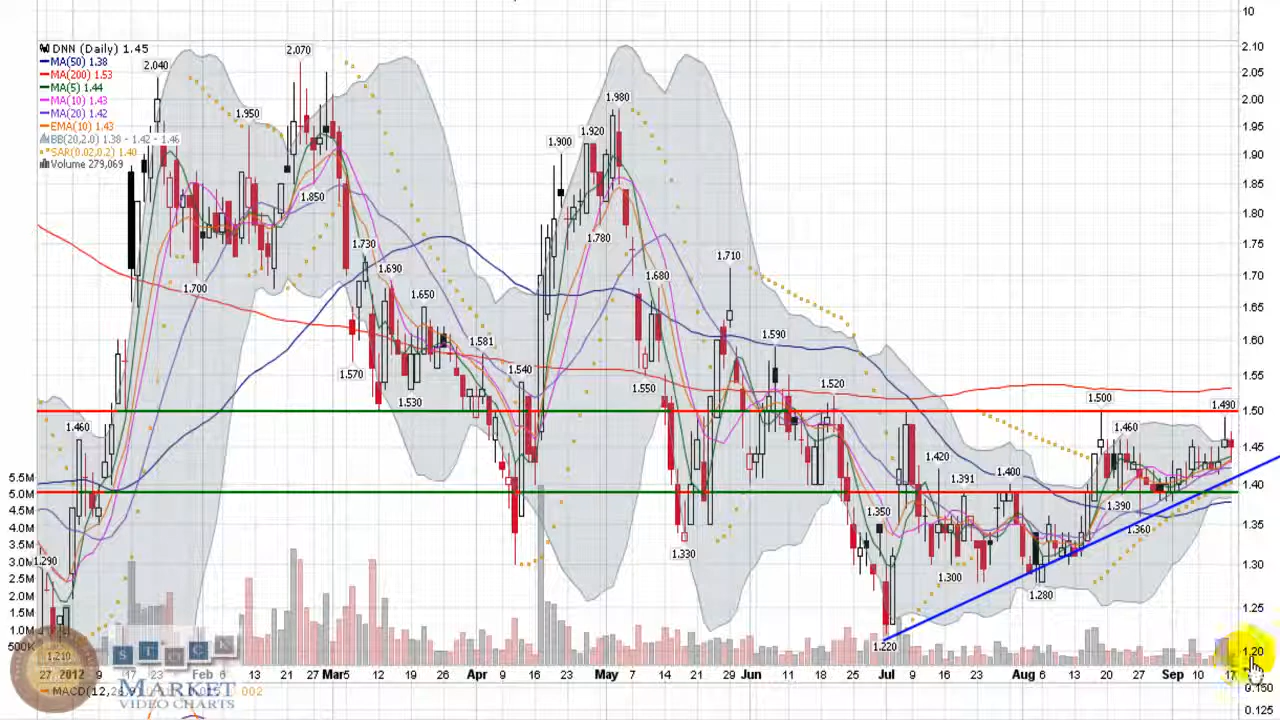 10
DNN (Daily) 1.45
MA(50) 1.38
MA(200) 1.53
MA(5) 1.44
MA(10) 1.43
MA(20) 1.42
EMA(10) 1.43
BB(20,2.0) 1.38 - 1.42 - 1.46
SAR(0.02,0.2) 1.40
Volume 279,069
2.10
2.05
2.00
1.95
1.90
1.85
1.80
1.75
1.70
1.65
1.60
1.55
1.50
1.45
1.40
1.35
1.30
1.25
1.20
0.150
0.125
2.040
2.070
1.950
1.850
1.700
1.730
1.690
1.650
1.570
1.530
1.581
1.540
1.900
1.920
1.980
1.780
1.710
1.680
1.550
1.590
1.520
1.330
1.460
1.290
1.210
1.350
1.420
1.391
1.400
1.300
1.220
1.280
1.500
1.460
1.390
1.360
1.490
5.5M
5.0M
4.5M
4.0M
3.5M
3.0M
2.5M
2.0M
1.5M
1.0M
500K
27 2012 9 17 23 Feb 6 13 21 27 Mar5 12 19 26 Apr 9 16 23 May 7 14 21 29 Jun 11 18 25 Jul 9 16 23 Aug 6 13 20 27 Sep 10 17
STOCK
MARKET
VIDEO CHARTS